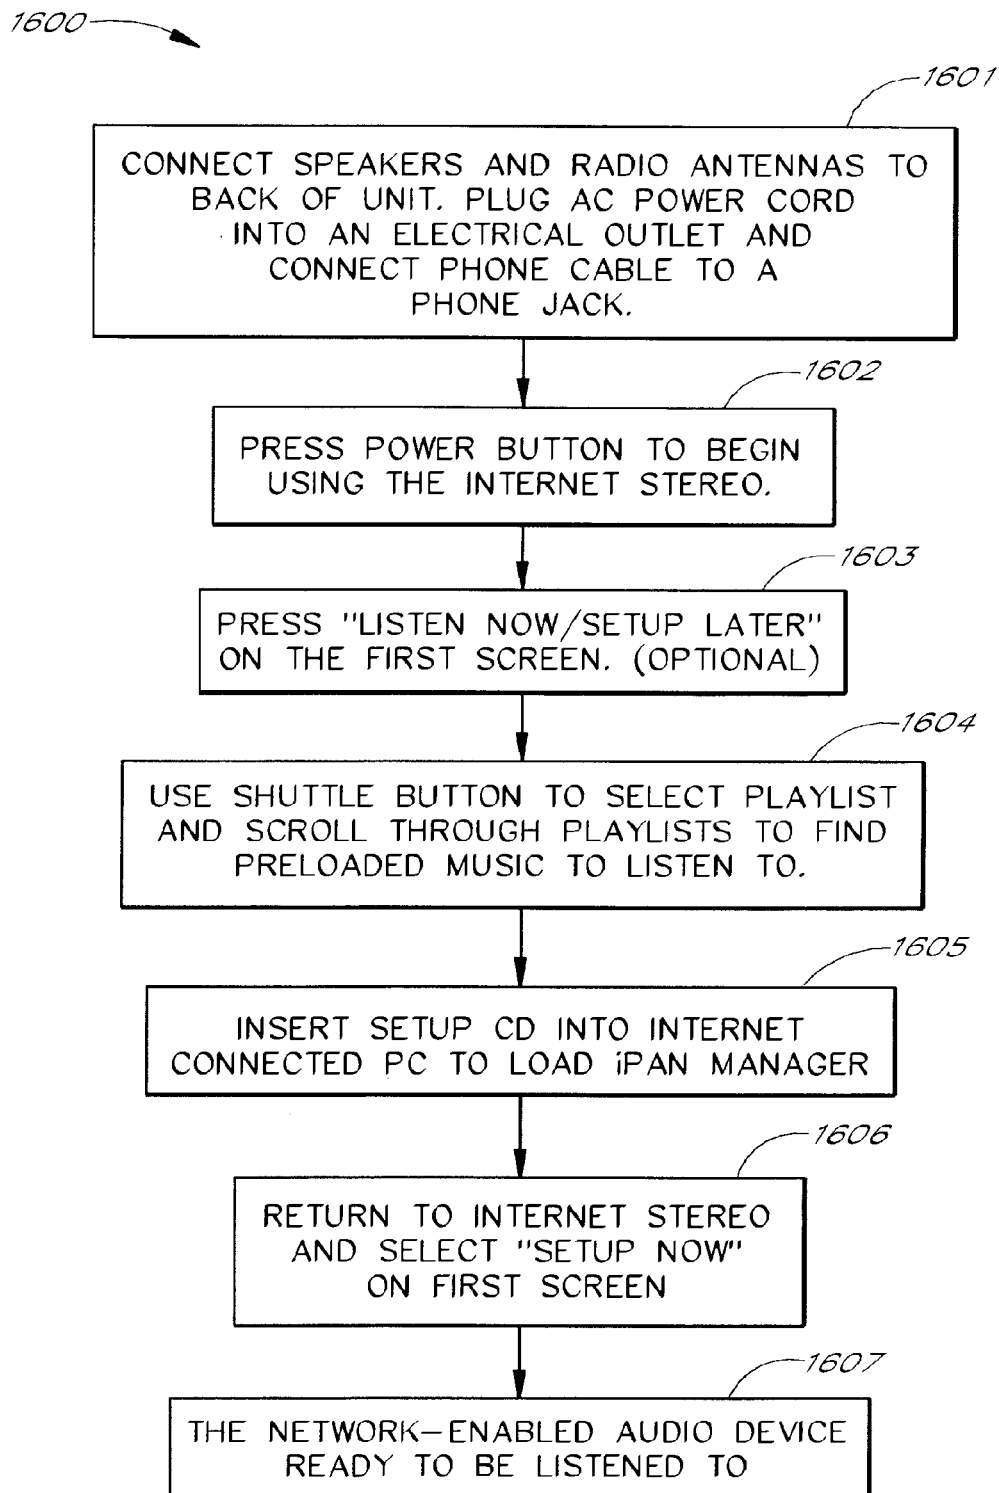 1600
1601
CONNECT SPEAKERS AND RADIO ANTENNAS TO
BACK OF UNIT. PLUG AC POWER CORD
INTO AN ELECTRICAL OUTLET AND
CONNECT PHONE CABLE TO A
PHONE JACK.
1602
PRESS POWER BUTTON TO BEGIN
USING THE INTERNET STEREO.
1603
PRESS "LISTEN NOW/SETUP LATER"
ON THE FIRST SCREEN. (OPTIONAL)
1604
USE SHUTTLE BUTTON TO SELECT PLAYLIST
AND SCROLL THROUGH PLAYLISTS TO FIND
PRELOADED MUSIC TO LISTEN TO.
1605
INSERT SETUP CD INTO INTERNET
CONNECTED PC TO LOAD iPAN MANAGER
1606
RETURN TO INTERNET STEREO
AND SELECT "SETUP NOW"
ON FIRST SCREEN
1607
THE NETWORK-ENABLED AUDIO DEVICE
READY TO BE LISTENED TO